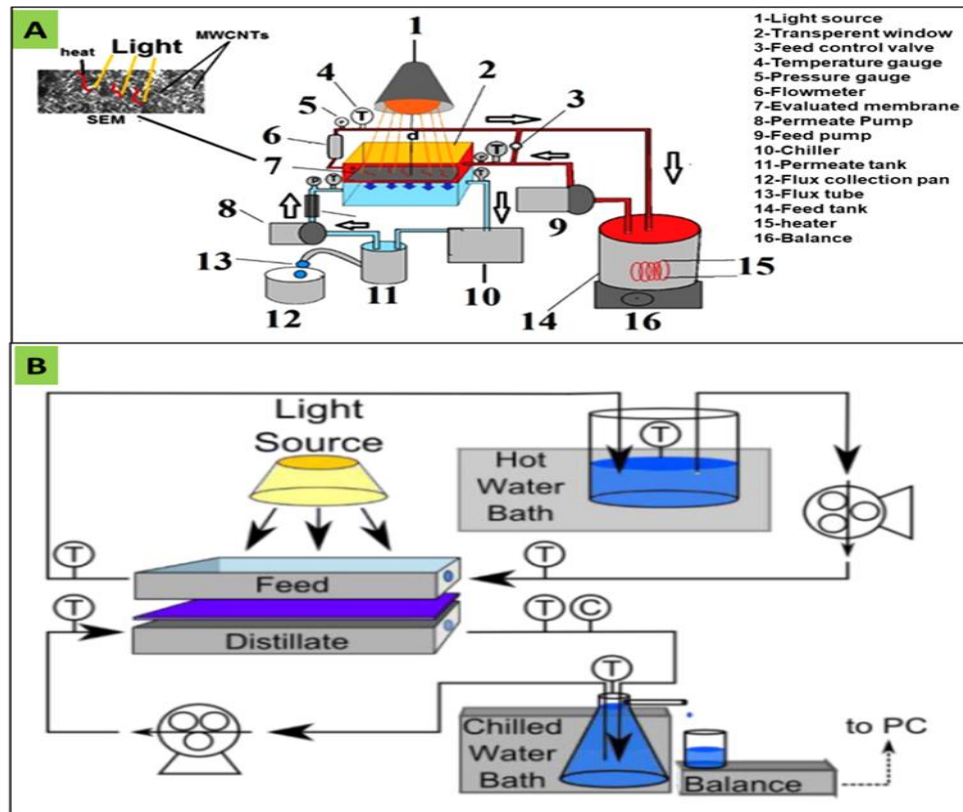 A
1
heat
Light
MWCNTs
SEM
4
2
3
5
T
P
6
d
T
7
P
T
P
T
T
8
9
13
12
11
10
14
15
16
1-Light source
2-Transperent window
3-Feed control valve
4-Temperature gauge
5-Pressure gauge
6-Flowmeter
7-Evaluated membrane
8-Permeate Pump
9-Feed pump
10-Chiller
11-Permeate tank
12-Flux collection pan
13-Flux tube
14-Feed tank
15-heater
16-Balance
B
Light
Source
T
Hot
Water
Bath
T
T
Feed
T
T
C
Distillate
T
Chilled
Water
Bath
to PC
Balance